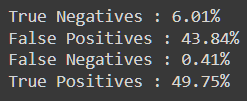 True Negatives : 6.01%
False Positives : 43.84%
False Negatives : 0.41%
True Positives : 49.75%